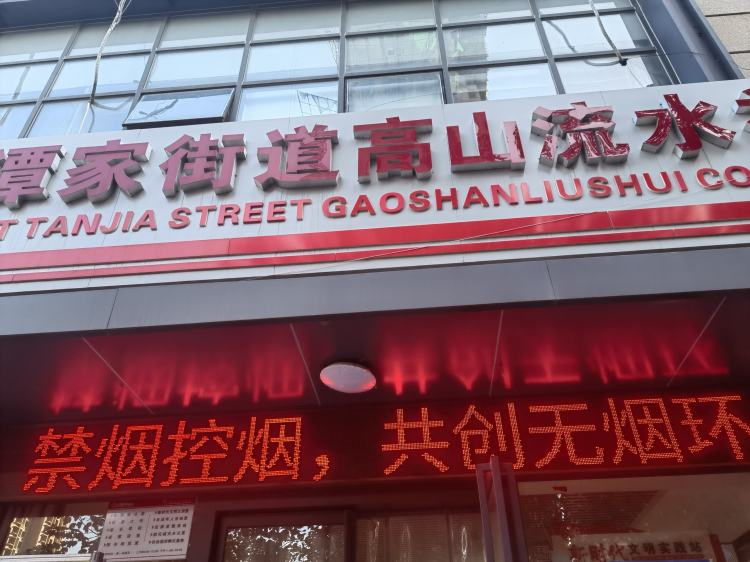 潭家街道高山流水
TANJIA STREET GAOSHANLIUSHUI CO
禁烟控烟，共创无烟环
新时代文明实践站